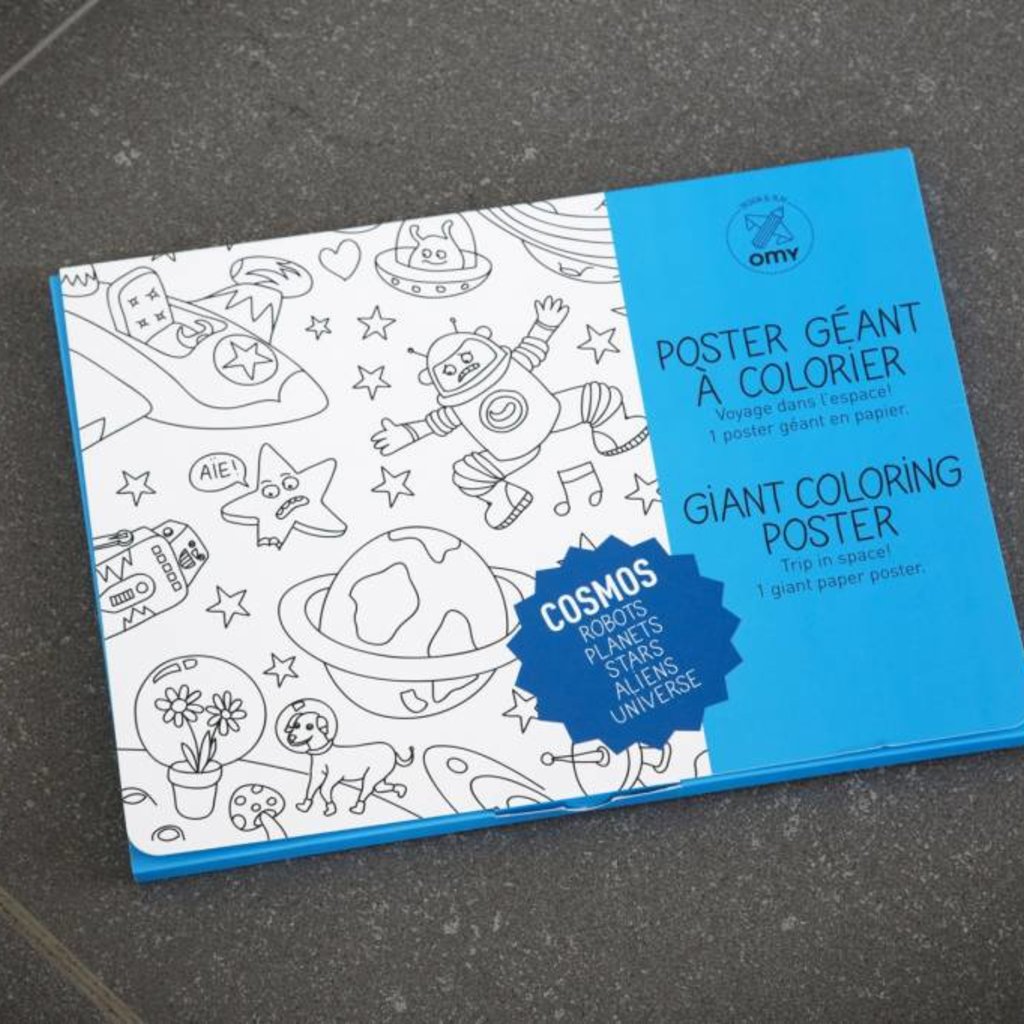 omy
POSTER GÉANT
À COLORIER
Voyage dans l'espace!
1 poster géant en papier.
GIANT COLORING
POSTER
Trip in space!
1 giant paper poster.
AÏE!
COSMOS
ROBOTS
PLANETS
STARS
ALIENS
UNIVERSE